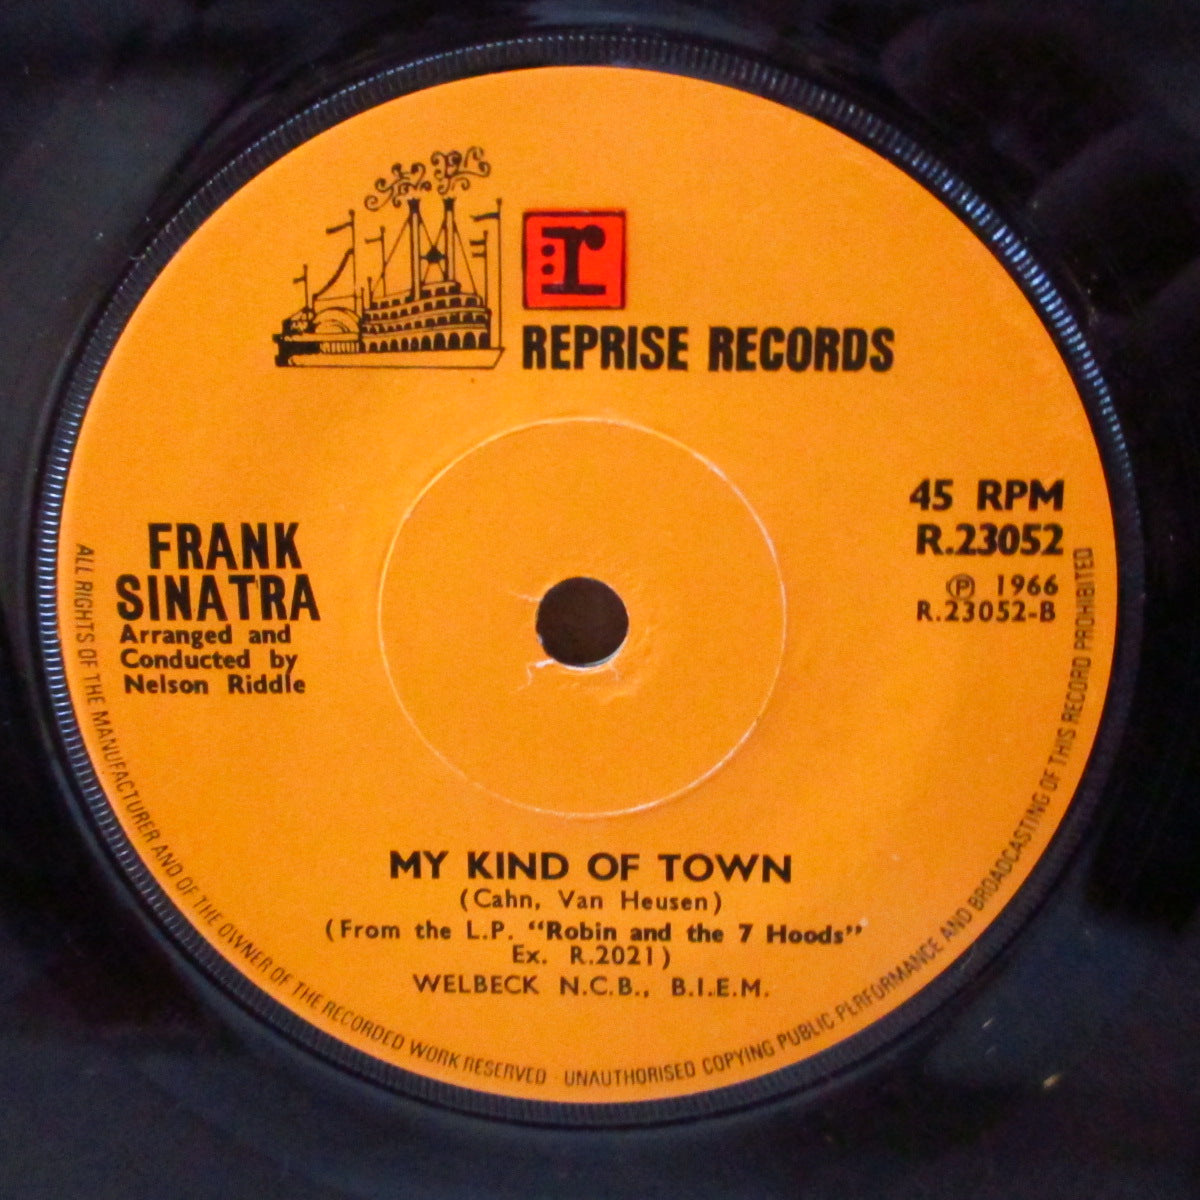 r
REPRISE RECORDS
45 RPM
R.23052
Ⓟ 1966
R.23052-B
FRANK
SINATRA
Arranged and
Conducted by
Nelson Riddle
MY KIND OF TOWN
(Cahn, Van Heusen)
(From the L.P. "Robin and the 7 Hoods"
Ex. R.2021)
WELBECK N.C.B., B.I.E.M.
ALL RIGHTS OF THE MANUFACTURER AND OF THE OWNER OF THE RECORDED WORK RESERVED · UNAUTHORISED COPYING PUBLIC PERFORMANCE AND BROADCASTING OF THIS RECORD PROHIBITED